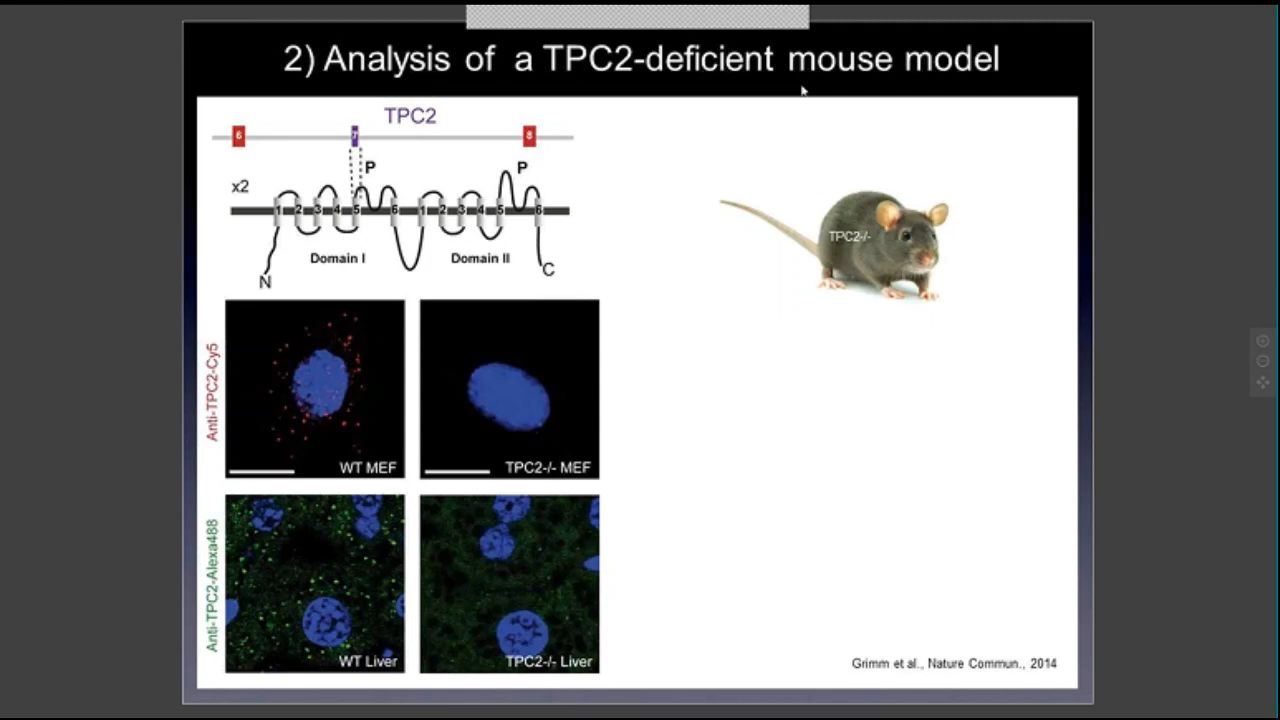 2) Analysis of a TPC2-deficient mouse model
TPC2
6 7 8
P P
x2
1 2 3 4 5 6 1 2 3 4 5 6
Domain I Domain II
N C
TPC2-/-
Anti-TPC2-Cy5
WT MEF
TPC2-/- MEF
Anti-TPC2-Alexa488
WT Liver
TPC2-/- Liver
Grimm et al., Nature Commun., 2014